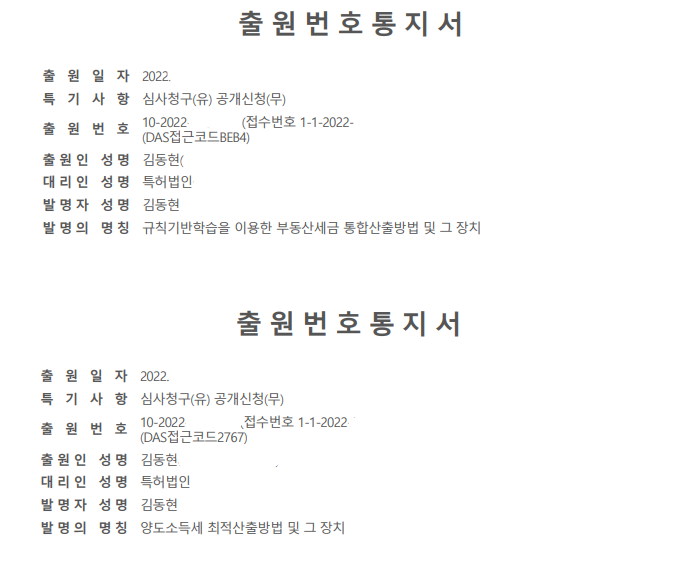 출원번호통지서
출 원 일 자 2022.
특 기 사 항 심사청구(유) 공개신청(무)
출 원 번 호 10-2022 (접수번호 1-1-2022-
(DAS접근코드BEB4)
출원인 성명 김동현(
대리인 성명 특허법인
발명자 성명 김동현
발명의 명칭 규칙기반학습을 이용한 부동산세금 통합산출방법 및 그 장치
출원번호통지서
출 원 일 자 2022.
특 기 사 항 심사청구(유) 공개신청(무)
출 원 번 호 10-2022 접수번호 1-1-2022
(DAS접근코드2767)
출원인 성명 김동현
대리인 성명 특허법인
발명자 성명 김동현
발명의 명칭 양도소득세 최적산출방법 및 그 장치